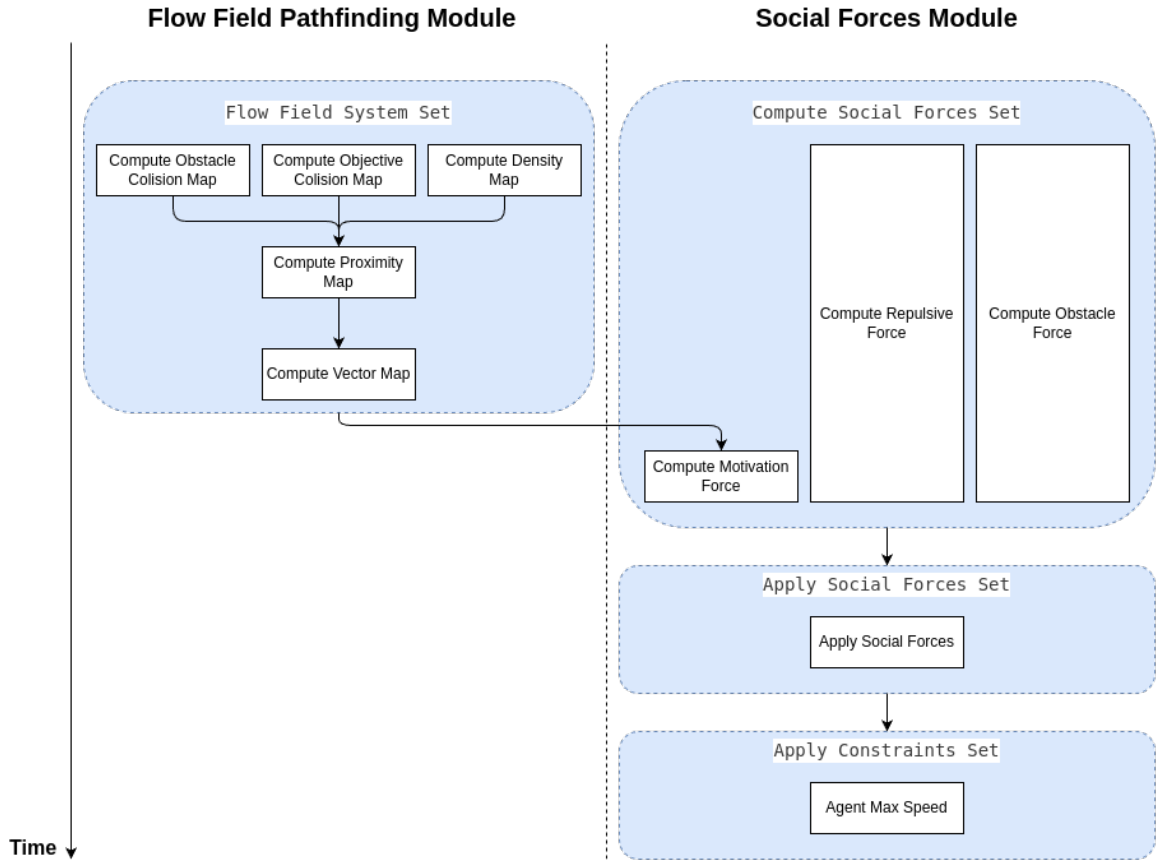 Flow Field Pathfinding Module
Social Forces Module
Flow Field System Set
Compute Obstacle
Colision Map
Compute Objective
Colision Map
Compute Density
Map
Compute Proximity
Map
Compute Vector Map
Compute Social Forces Set
Compute Repulsive
Force
Compute Obstacle
Force
Compute Motivation
Force
Apply Social Forces Set
Apply Social Forces
Apply Constraints Set
Agent Max Speed
Time